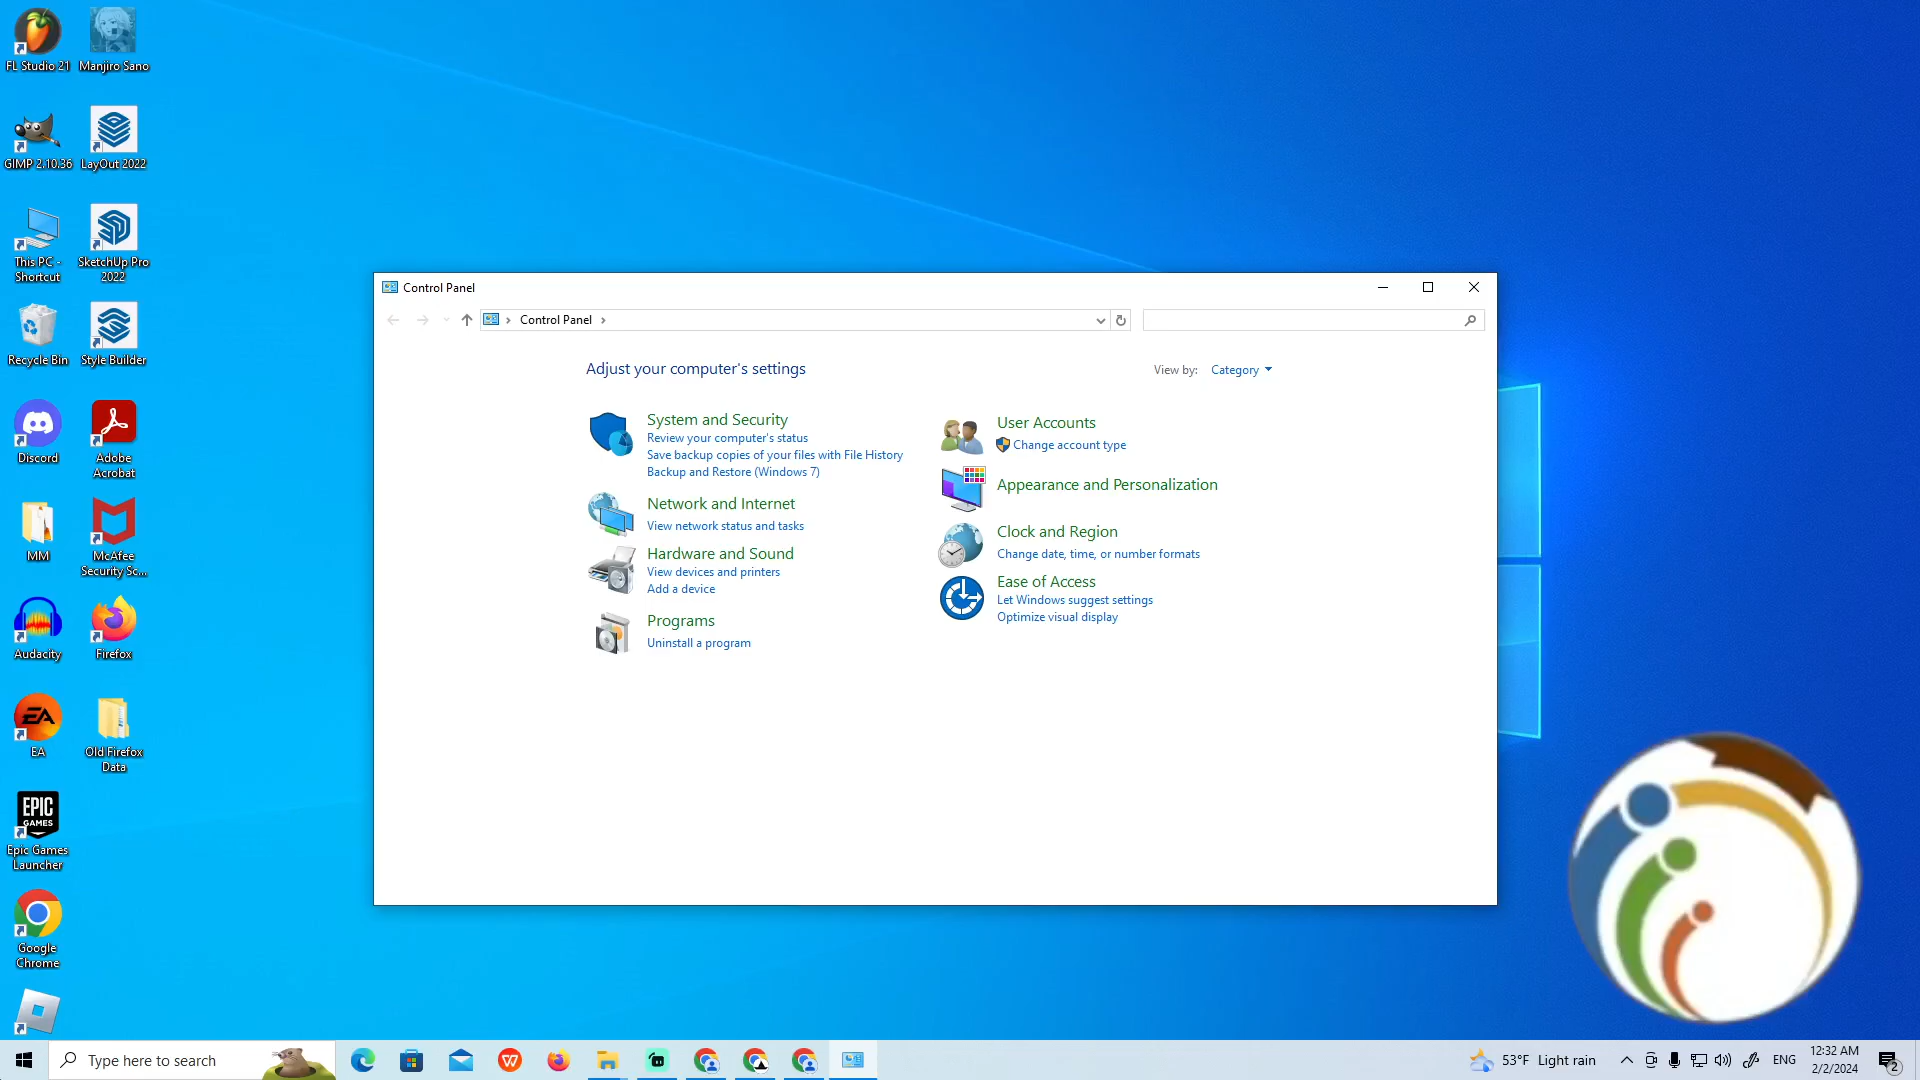 FL Studio 21
Manjiro Sano
GIMP 2.10.36
LayOut 2022
This PC -
Shortcut
SketchUp Pro
2022
Recycle Bin
Style Builder
Discord
Adobe
Acrobat
MM
McAfee
Security Sc...
Audacity
Firefox
EA
EA
Old Firefox
Data
EPIC
GAMES
Epic Games
Launcher
Google
Chrome
Control Panel
Control Panel
Adjust your computer's settings
View by: Category
System and Security
Review your computer's status
Save backup copies of your files with File History
Backup and Restore (Windows 7)
Network and Internet
View network status and tasks
Hardware and Sound
View devices and printers
Add a device
Programs
Uninstall a program
User Accounts
Change account type
Appearance and Personalization
Clock and Region
Change date, time, or number formats
Ease of Access
Let Windows suggest settings
Optimize visual display
Type here to search
53°F Light rain
ENG
12:32 AM
2/2/2024
2